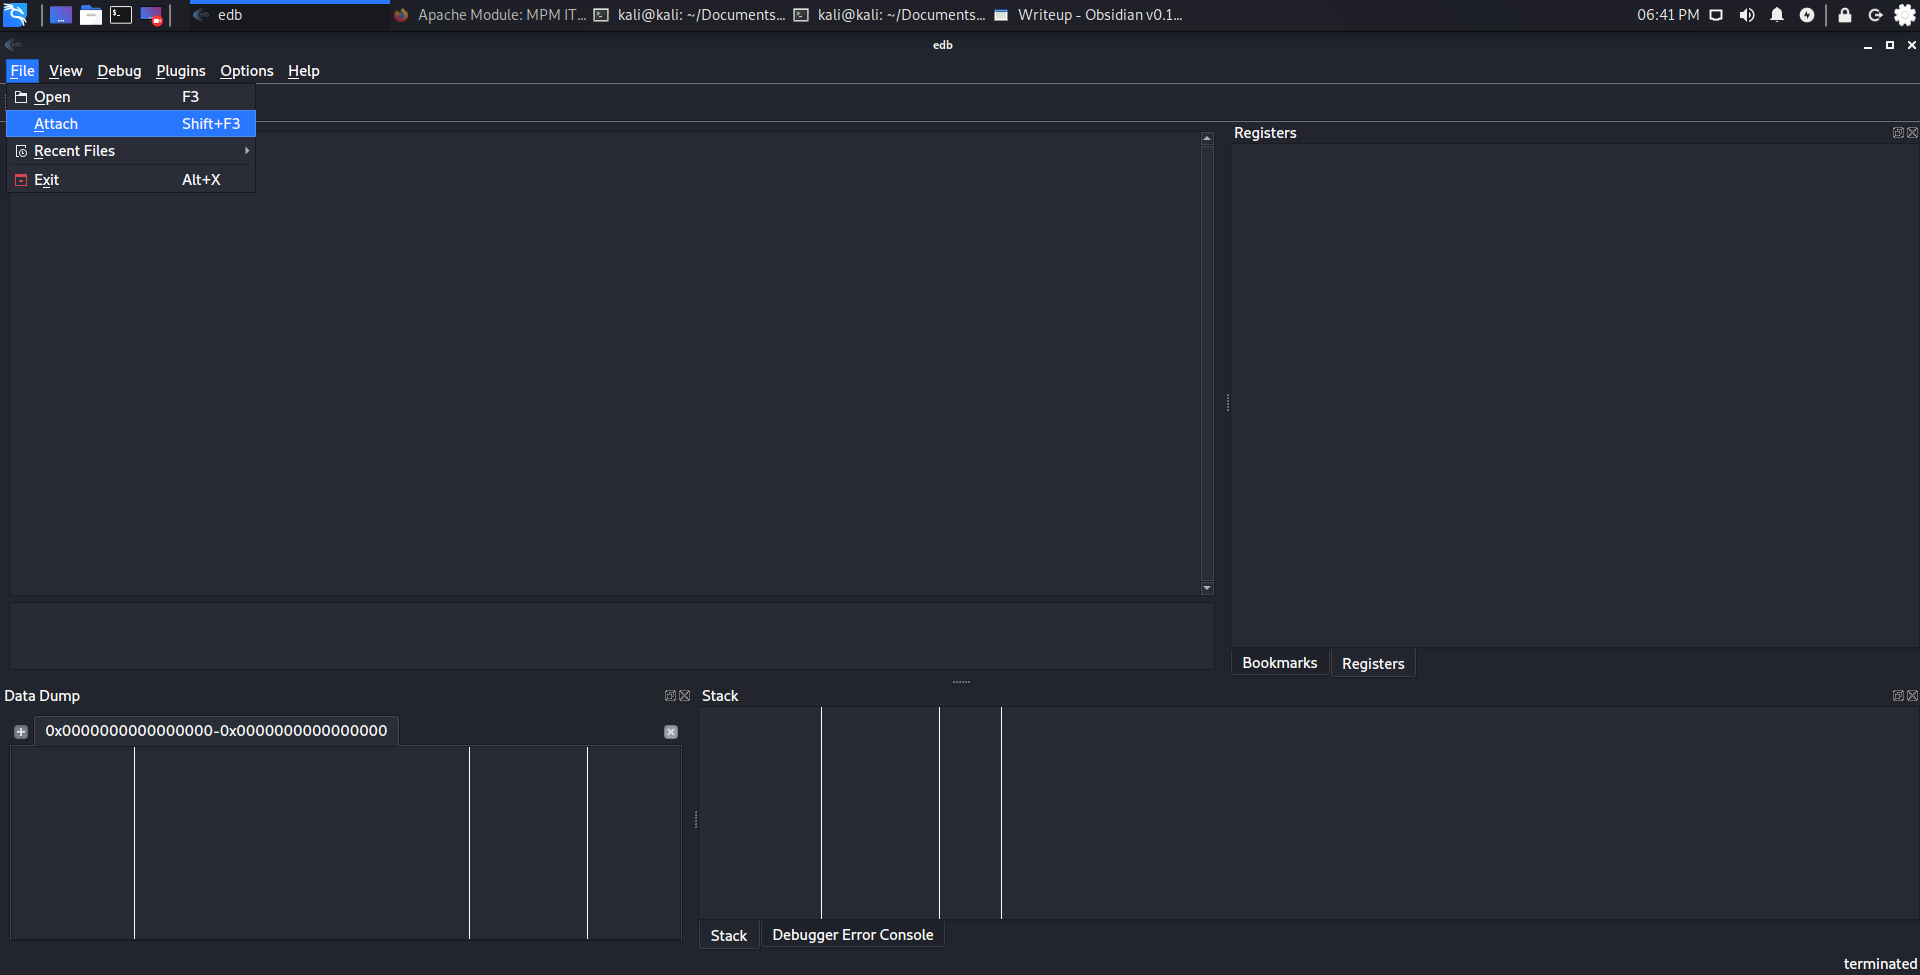 edb
Apache Module: MPM IT...
kali@kali: ~/Documents...
kali@kali: ~/Documents...
Writeup - Obsidian v0.1...
06:41 PM
edb
File View Debug Plugins Options Help
Open F3
Attach Shift+F3
Recent Files
Exit Alt+X
Registers
Bookmarks Registers
Data Dump
0x0000000000000000-0x0000000000000000
Stack
Stack Debugger Error Console
terminated